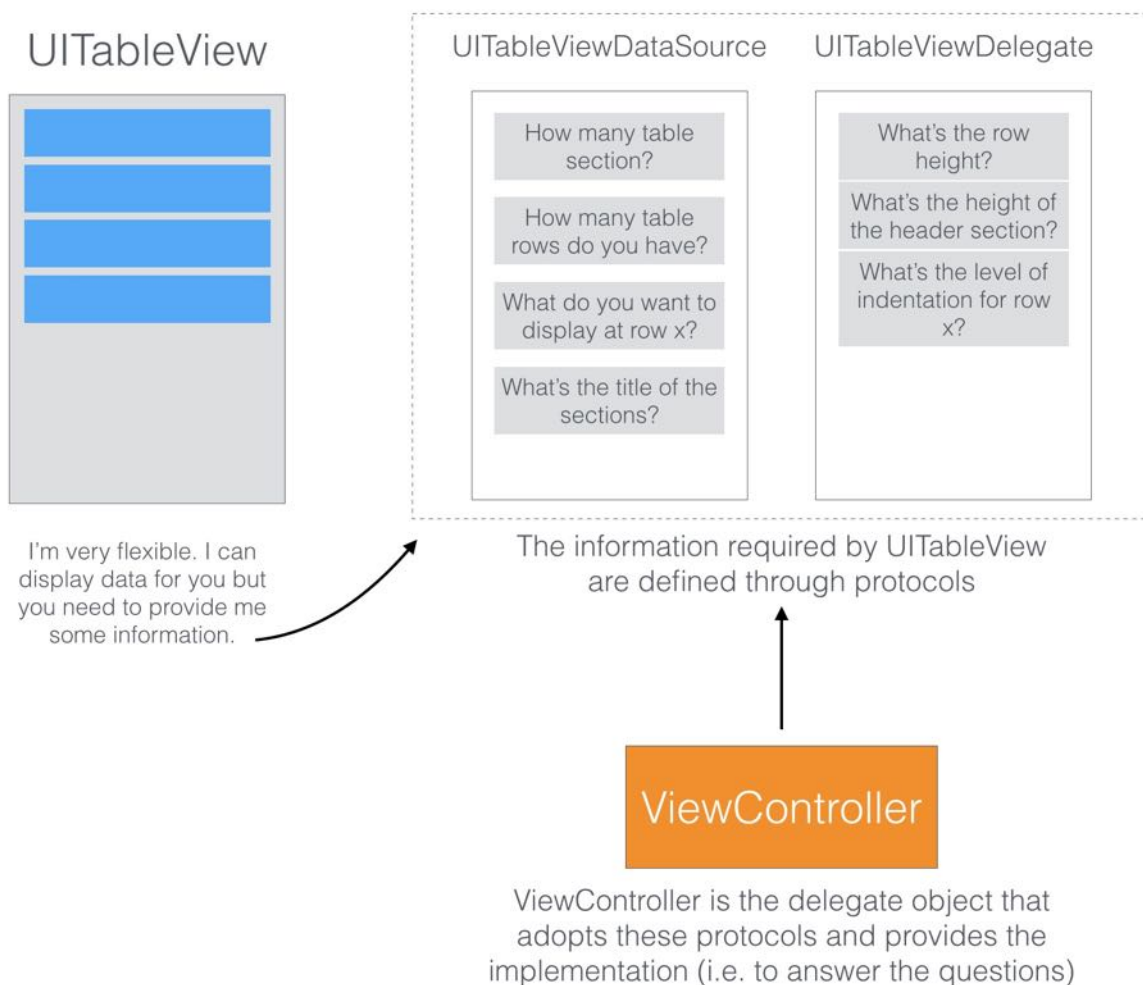 UITableView
I'm very flexible. I can
display data for you but
you need to provide me
some information.
UITableViewDataSource
How many table
section?
How many table
rows do you have?
What do you want to
display at row x?
What's the title of the
sections?
UITableViewDelegate
What's the row
height?
What's the height of
the header section?
What's the level of
indentation for row
x?
The information required by UITableView
are defined through protocols
ViewController
ViewController is the delegate object that
adopts these protocols and provides the
implementation (i.e. to answer the questions)